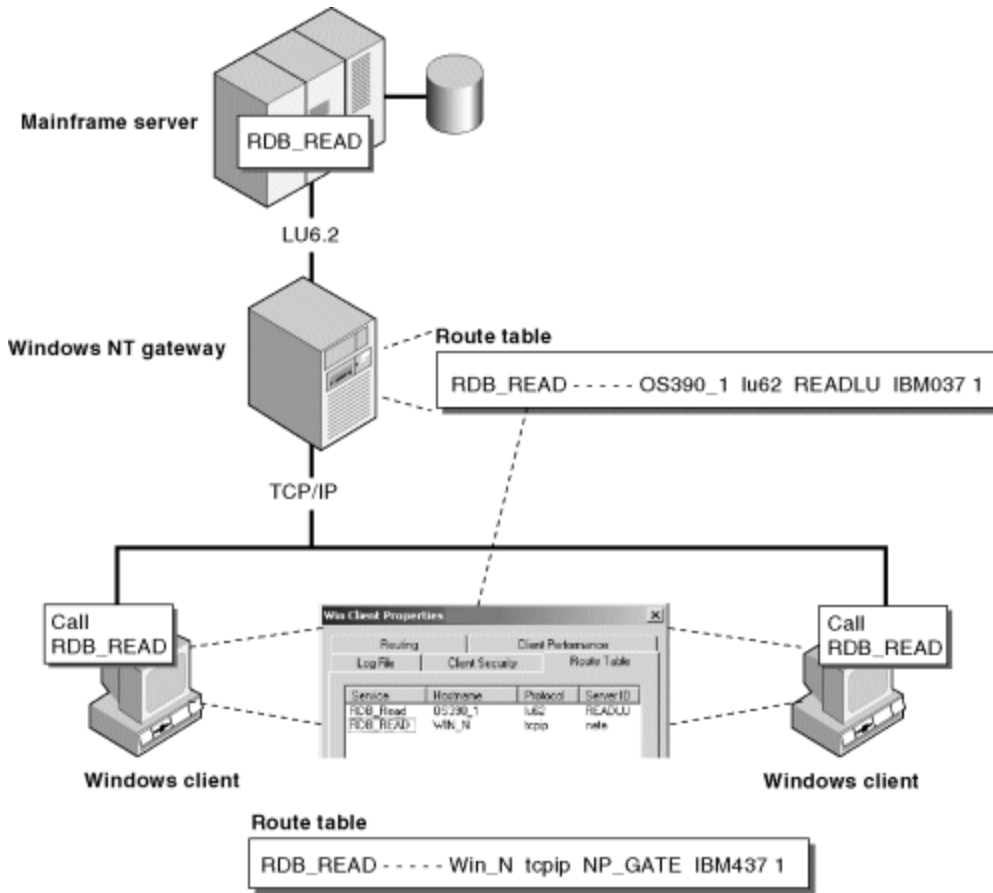 Mainframe server
RDB_READ
LU6.2
Windows NT gateway
Route table
RDB_READ - - - - - OS390_1 lu62 READLU IBM037 1
TCP/IP
Call
RDB_READ
Win Client Properties
Routing Client Performance
Log File Client Security Route Table
Service Hostname Protocol Server ID
RDB_Read OS390_1 lu62 READLU
RDB_READ WIN_N tcpip
Call
RDB_READ
Windows client
Windows client
Route table
RDB_READ - - - - - Win_N tcpip NP_GATE IBM437 1